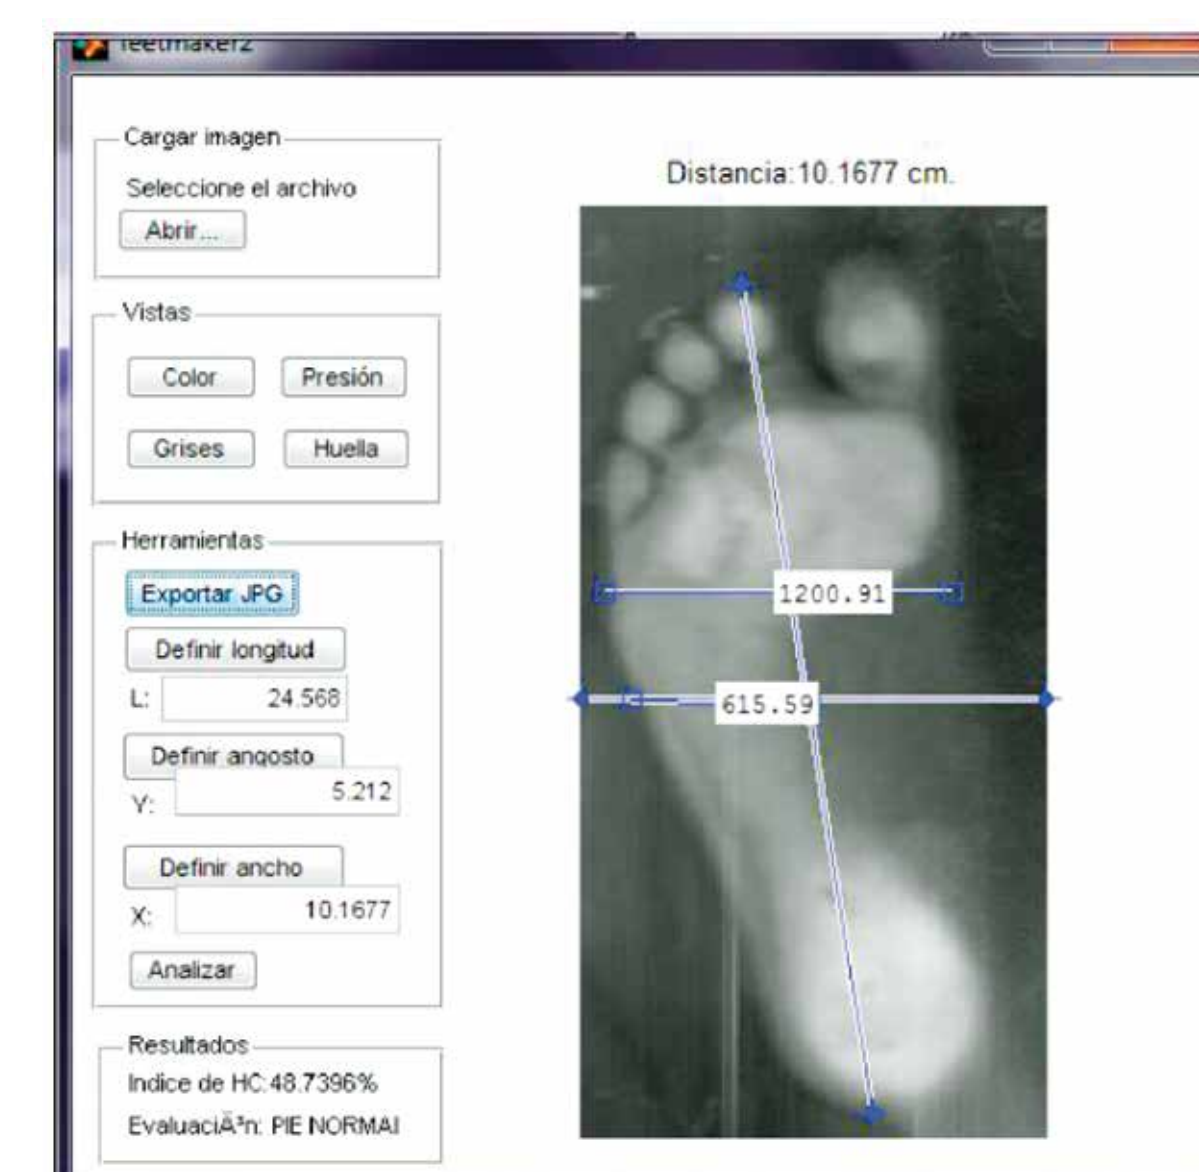 feetmaker2
Cargar imagen
Seleccione el archivo
Abrir...
Vistas
Color
Presión
Grises
Huella
Herramientas
Exportar JPG
Definir longitud
L: 24.568
Definir angosto
Y: 5.212
Definir ancho
X: 10.1677
Analizar
Resultados
Indice de HC:48.7396%
EvaluaciÄ³n: PIE NORMAl
Distancia:10.1677 cm.
1200.91
615.59